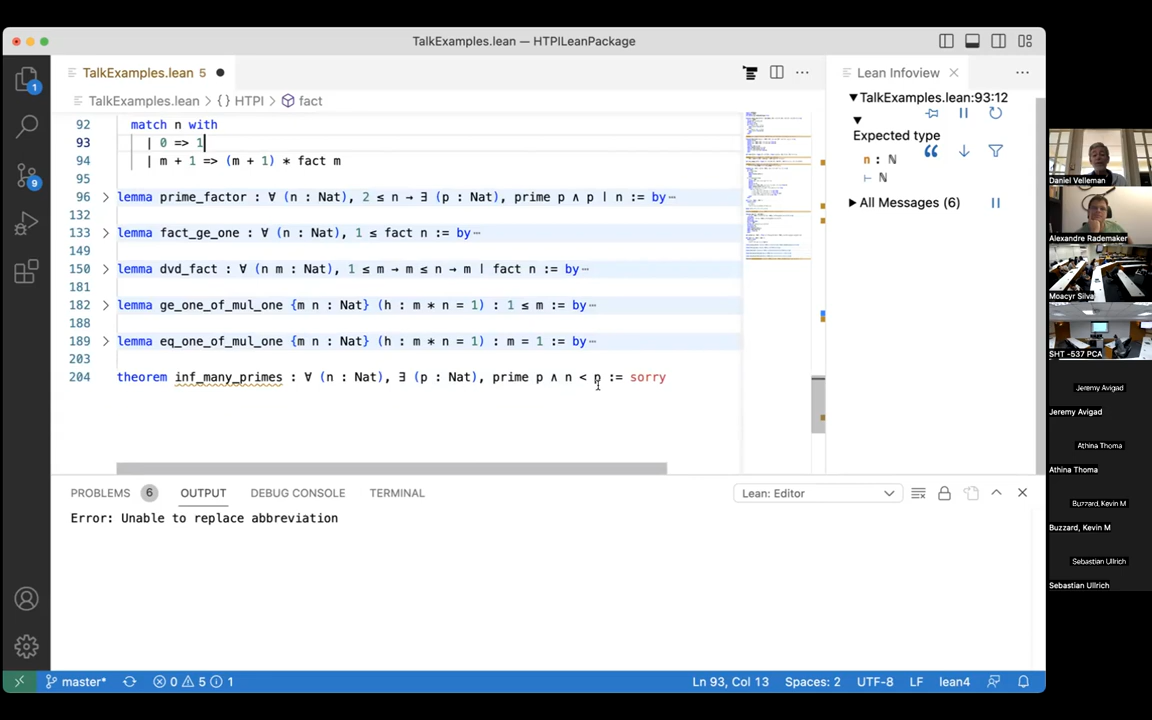 TalkExamples.lean — HTPILeanPackage
TalkExamples.lean 5
Lean Infoview
TalkExamples.lean > {} HTPI > fact
TalkExamples.lean:93:12
Expected type
n : ℕ
⊢ ℕ
All Messages (6)
92 match n with
93 | 0 => 1
94 | m + 1 => (m + 1) * fact m
95
96 lemma prime_factor : ∀ (n : Nat), 2 ≤ n → ∃ (p : Nat), prime p ∧ p ∣ n := by⋯
132
133 lemma fact_ge_one : ∀ (n : Nat), 1 ≤ fact n := by⋯
149
150 lemma dvd_fact : ∀ (n m : Nat), 1 ≤ m → m ≤ n → m ∣ fact n := by⋯
181
182 lemma ge_one_of_mul_one {m n : Nat} (h : m * n = 1) : 1 ≤ m := by⋯
188
189 lemma eq_one_of_mul_one {m n : Nat} (h : m * n = 1) : m = 1 := by⋯
203
204 theorem inf_many_primes : ∀ (n : Nat), ∃ (p : Nat), prime p ∧ n < p := sorry
PROBLEMS 6 OUTPUT DEBUG CONSOLE TERMINAL
Lean: Editor
Error: Unable to replace abbreviation
1
9
master* 0 5 1
Ln 93, Col 13 Spaces: 2 UTF-8 LF lean4
Daniel Velleman
Alexandre Rademaker
Moacyr Silva
SHT -537 PCA
Jeremy Avigad
Jeremy Avigad
Athina Thoma
Athina Thoma
Buzzard, Kevin M
Buzzard, Kevin M
Sebastian Ullrich
Sebastian Ullrich